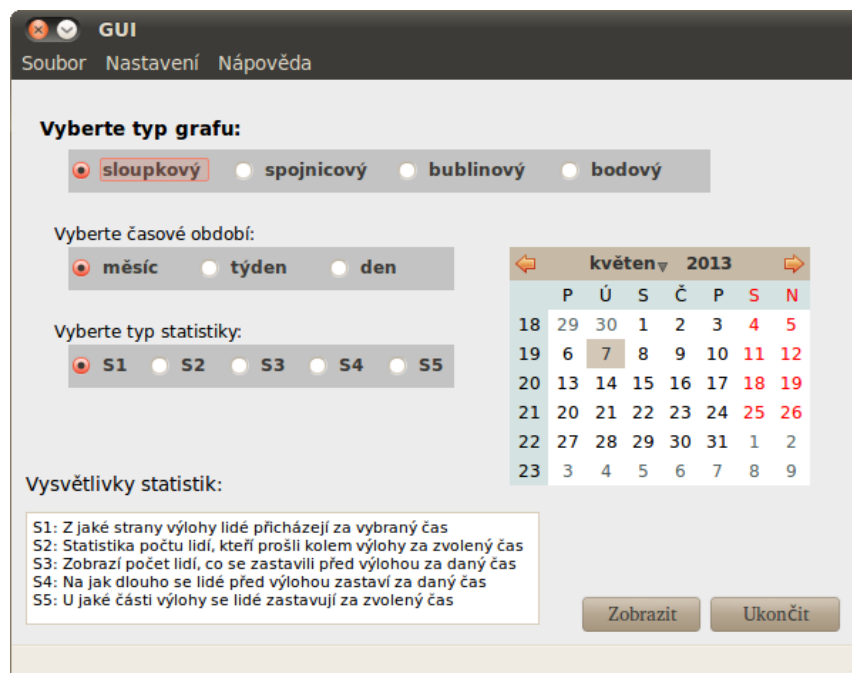 GUI
Soubor Nastavení Nápověda
Vyberte typ grafu:
sloupkový spojnicový bublinový bodový
Vyberte časové období:
měsíc týden den
Vyberte typ statistiky:
S1 S2 S3 S4 S5
květen 2013
P Ú S Č P S N
18 29 30 1 2 3 4 5
19 6 7 8 9 10 11 12
20 13 14 15 16 17 18 19
21 20 21 22 23 24 25 26
22 27 28 29 30 31 1 2
23 3 4 5 6 7 8 9
Vysvětlivky statistik:
S1: Z jaké strany výlohy lidé přicházejí za vybraný čas
S2: Statistika počtu lidí, kteří prošli kolem výlohy za zvolený čas
S3: Zobrazí počet lidí, co se zastavili před výlohou za daný čas
S4: Na jak dlouho se lidé před výlohou zastaví za daný čas
S5: U jaké části výlohy se lidé zastavují za zvolený čas
Zobrazit Ukončit